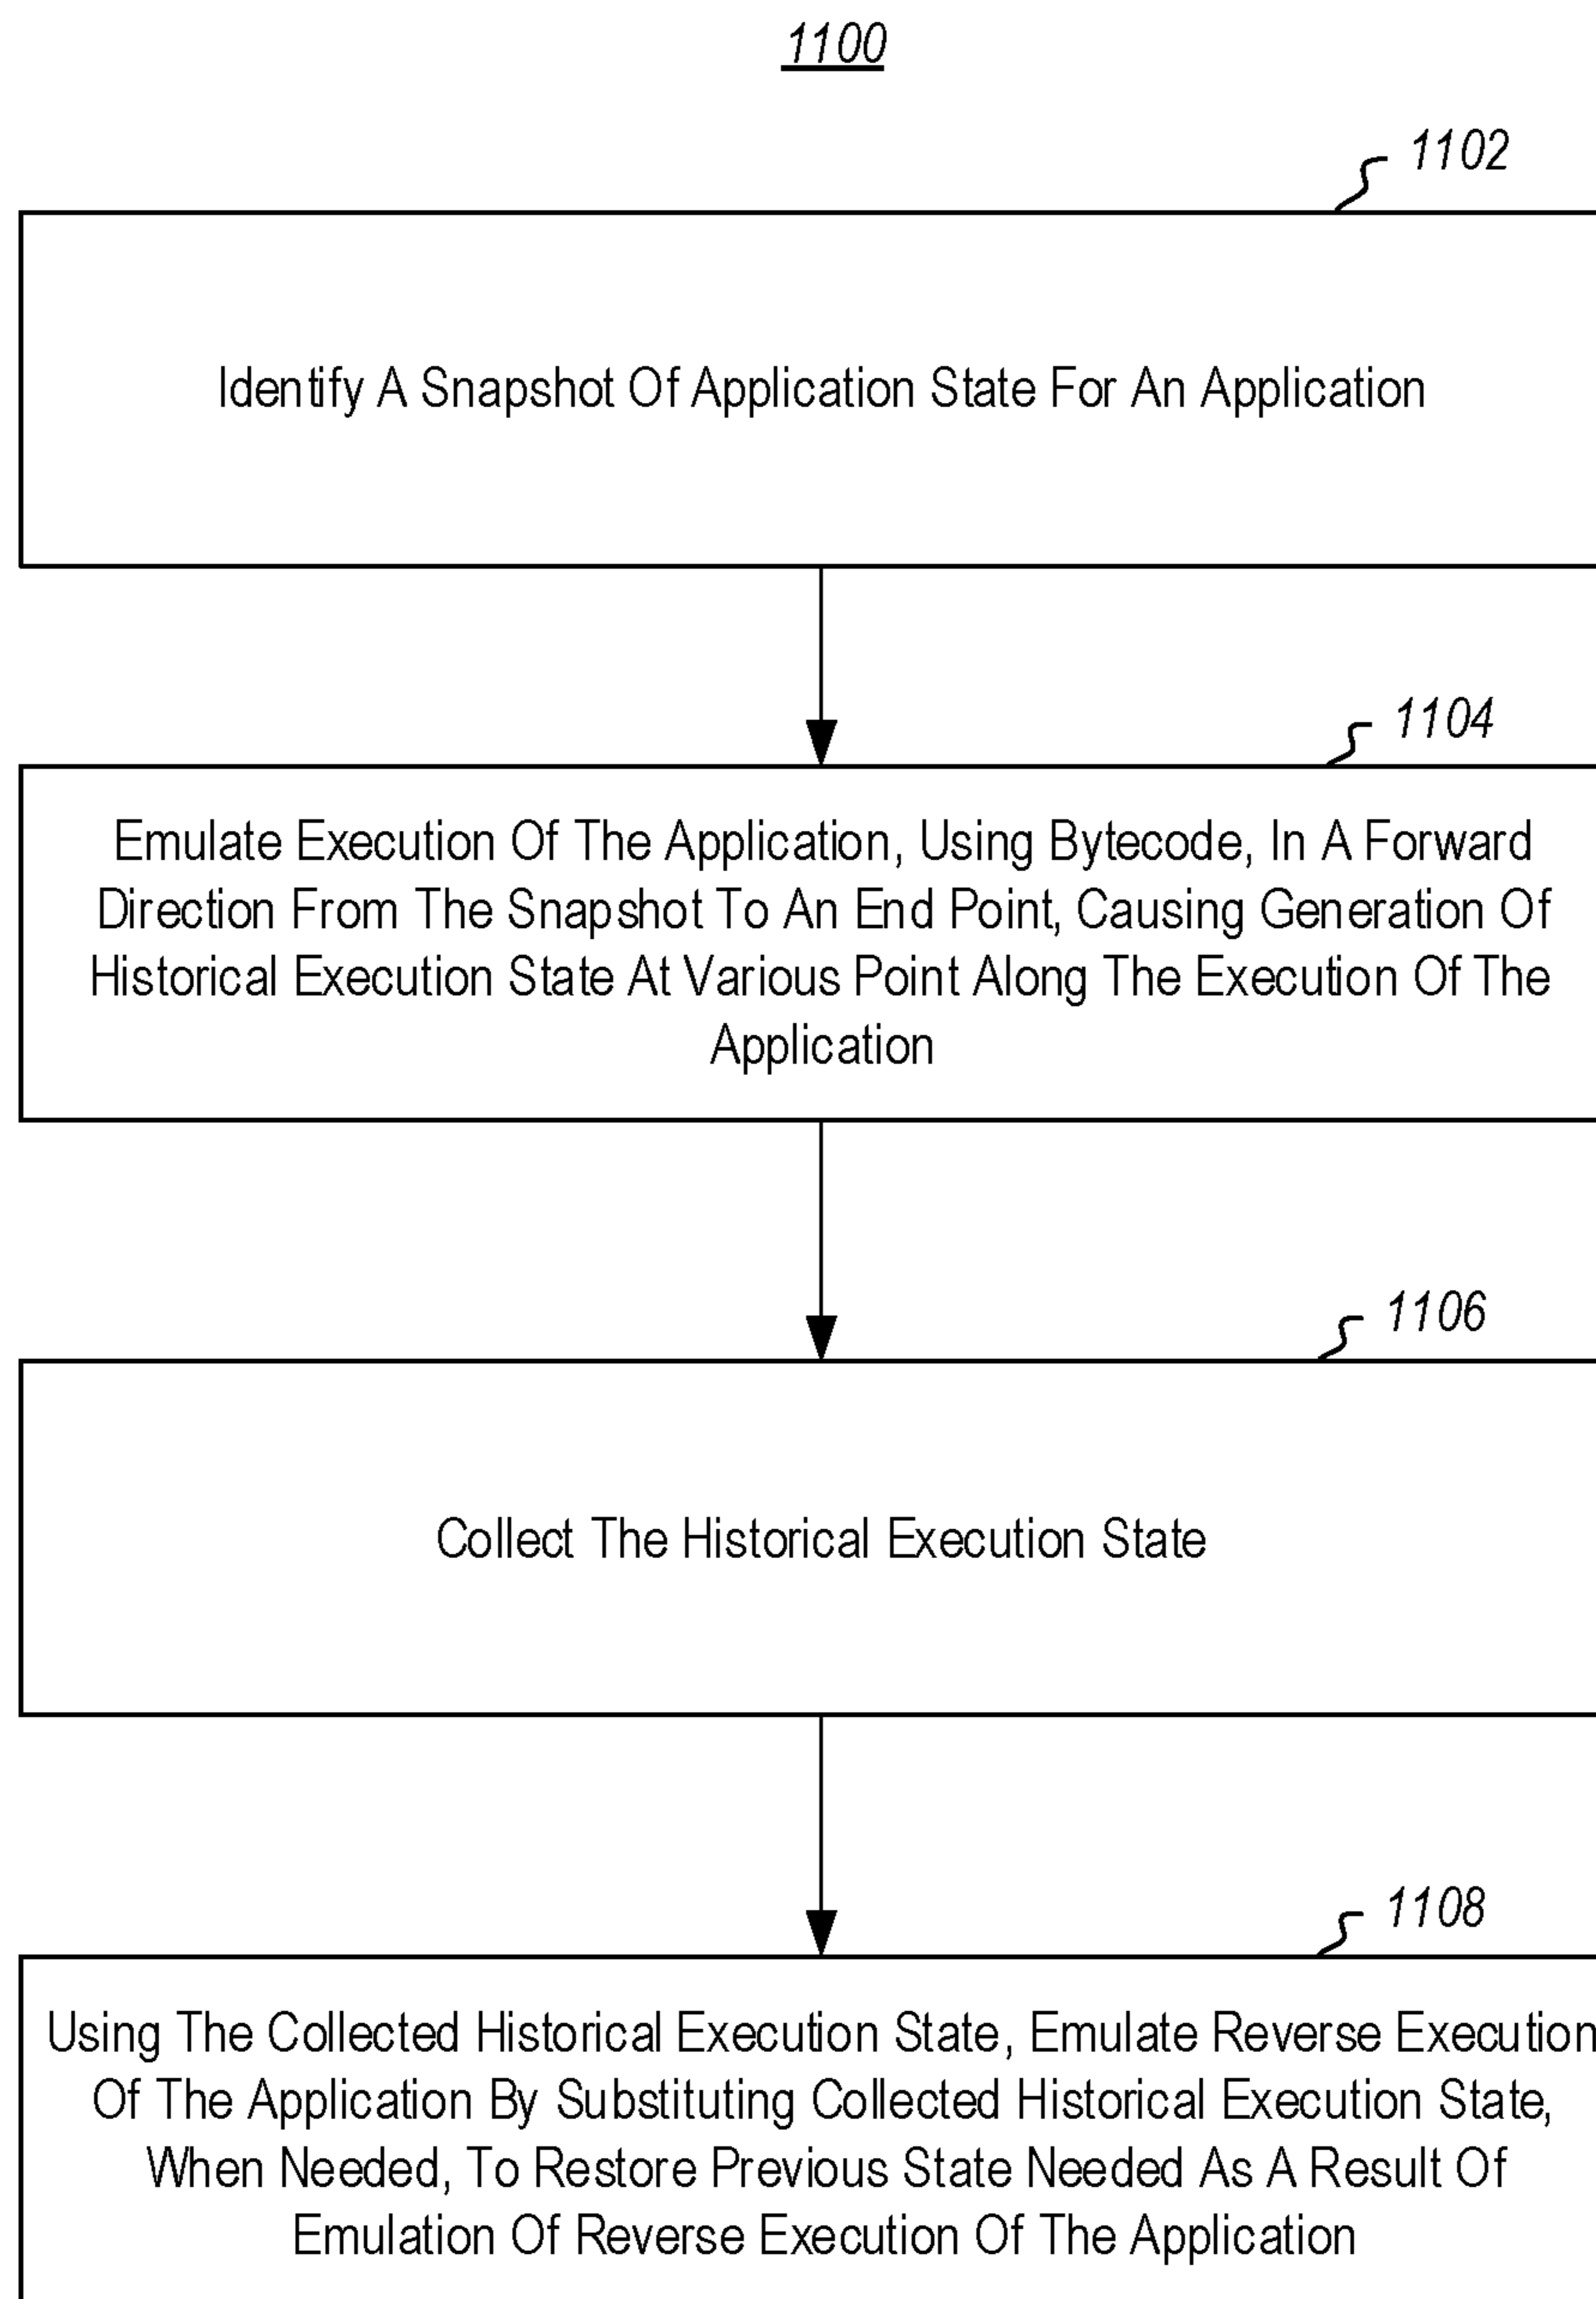 1100
1102
Identify A Snapshot Of Application State For An Application
1104
Emulate Execution Of The Application, Using Bytecode, In A Forward
Direction From The Snapshot To An End Point, Causing Generation Of
Historical Execution State At Various Point Along The Execution Of The
Application
1106
Collect The Historical Execution State
1108
Using The Collected Historical Execution State, Emulate Reverse Execution
Of The Application By Substituting Collected Historical Execution State,
When Needed, To Restore Previous State Needed As A Result Of
Emulation Of Reverse Execution Of The Application